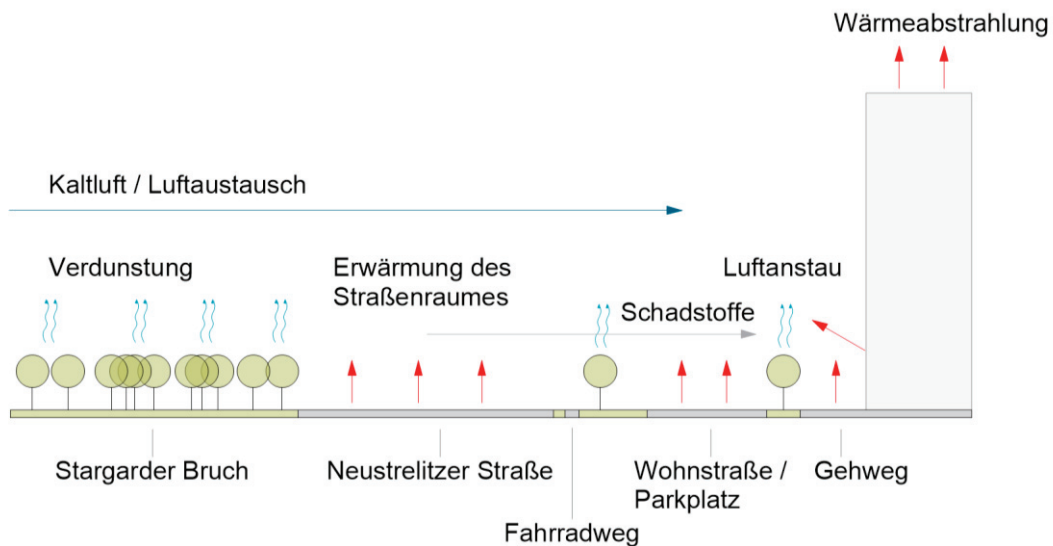 Wärmeabstrahlung
Kaltluft / Luftaustausch
Verdunstung
Erwärmung des
Straßenraumes
Luftanstau
Schadstoffe
Stargarder Bruch
Neustrelitzer Straße
Wohnstraße /
Parkplatz
Gehweg
Fahrradweg